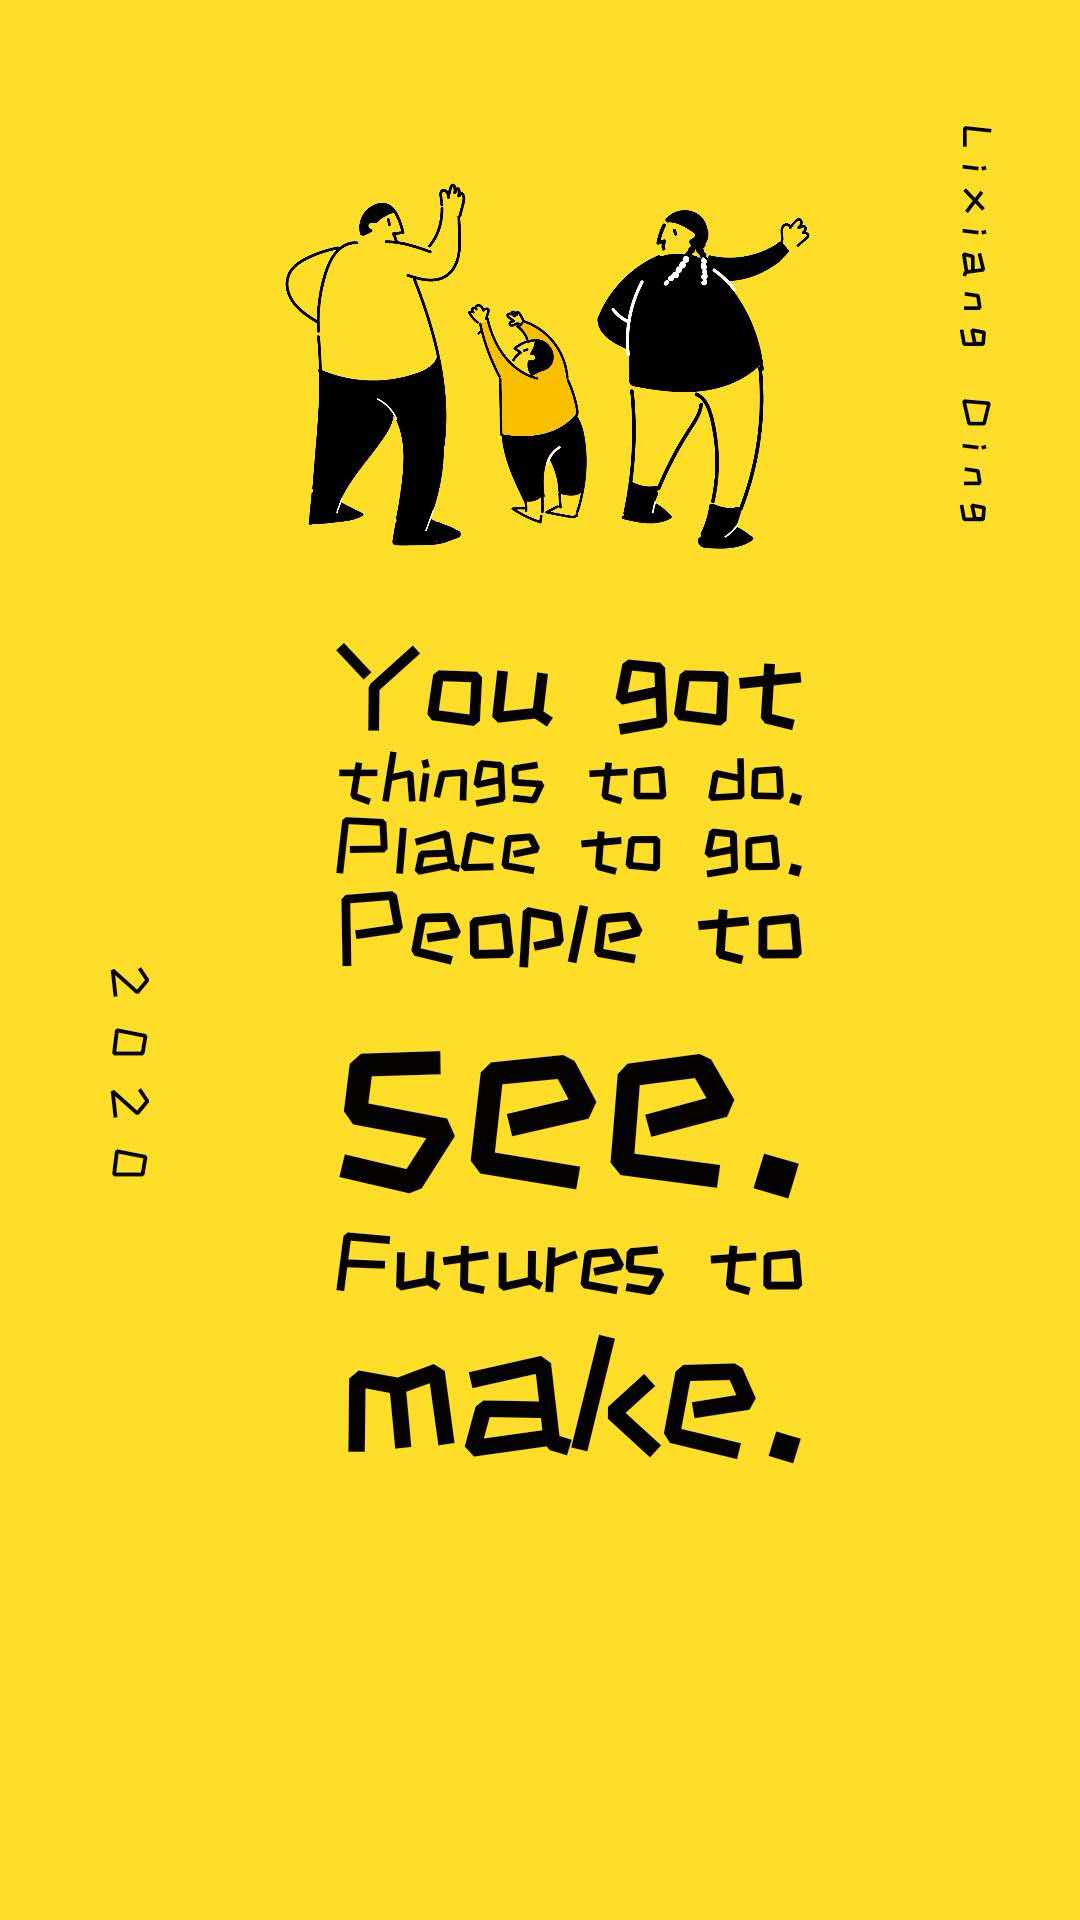 Lixiang Ding
You got
things to do.
Place to go.
People to
see.
Futures to
make.
2020